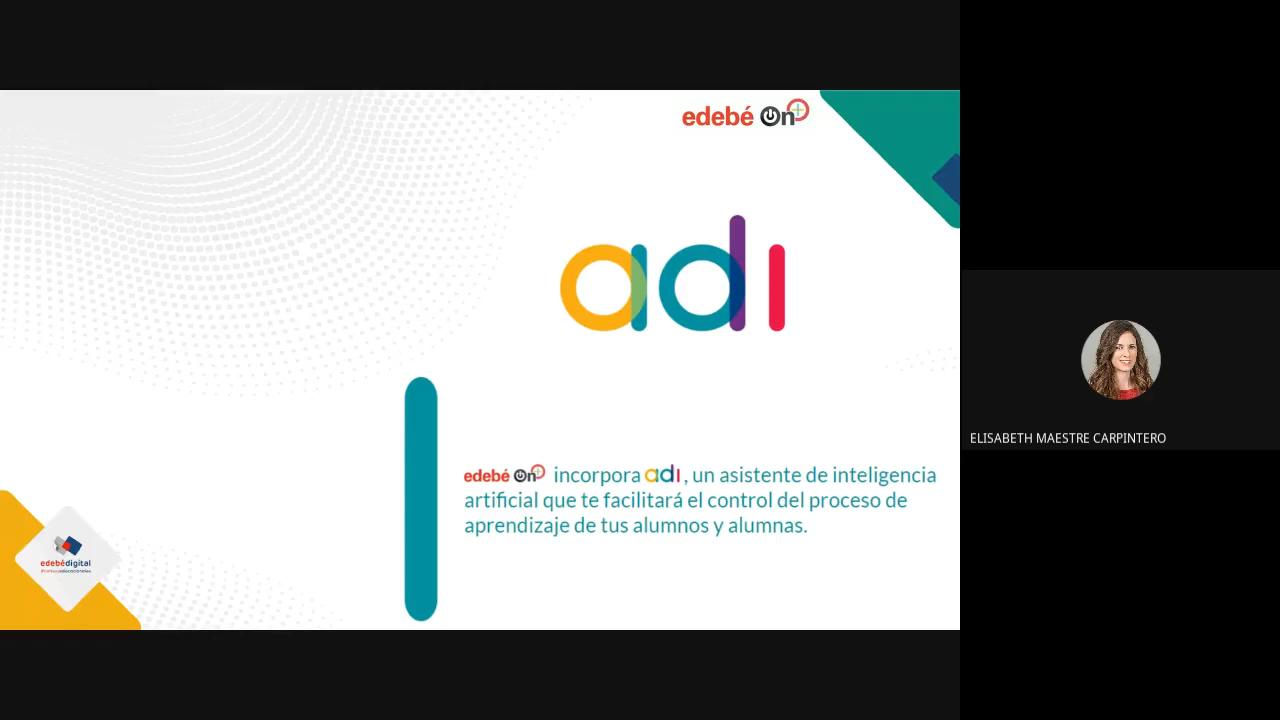 edebé On+
adi
edebé On+ incorpora adi, un asistente de inteligencia
artificial que te facilitará el control del proceso de
aprendizaje de tus alumnos y alumnas.
edebédigital
ELISABETH MAESTRE CARPINTERO